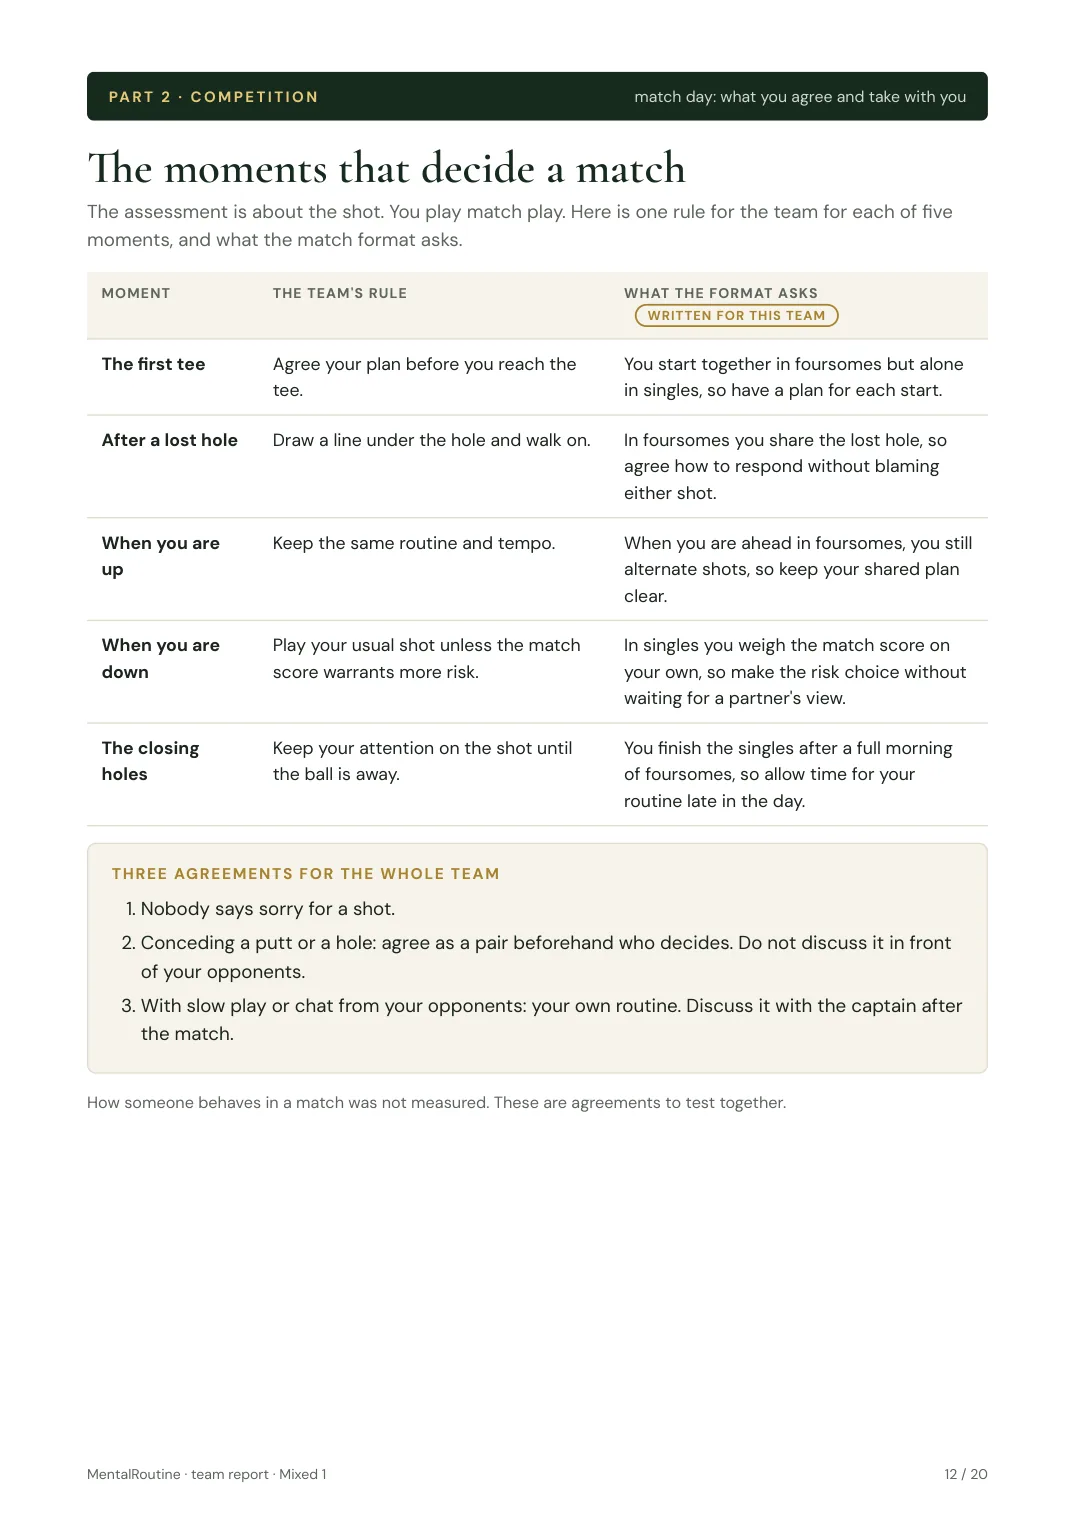 PART 2 · COMPETITION
match day: what you agree and take with you
The moments that decide a match
The assessment is about the shot. You play match play. Here is one rule for the team for each of five
moments, and what the match format asks.
MOMENT
THE TEAM'S RULE
WHAT THE FORMAT ASKS
WRITTEN FOR THIS TEAM
The first tee
Agree your plan before you reach the
tee.
You start together in foursomes but alone
in singles, so have a plan for each start.
After a lost hole
Draw a line under the hole and walk on.
In foursomes you share the lost hole, so
agree how to respond without blaming
either shot.
When you are
up
Keep the same routine and tempo.
When you are ahead in foursomes, you still
alternate shots, so keep your shared plan
clear.
When you are
down
Play your usual shot unless the match
score warrants more risk.
In singles you weigh the match score on
your own, so make the risk choice without
waiting for a partner's view.
The closing
holes
Keep your attention on the shot until
the ball is away.
You finish the singles after a full morning
of foursomes, so allow time for your
routine late in the day.
THREE AGREEMENTS FOR THE WHOLE TEAM
1. Nobody says sorry for a shot.
2. Conceding a putt or a hole: agree as a pair beforehand who decides. Do not discuss it in front
of your opponents.
3. With slow play or chat from your opponents: your own routine. Discuss it with the captain after
the match.
How someone behaves in a match was not measured. These are agreements to test together.
MentalRoutine · team report · Mixed 1
12 / 20